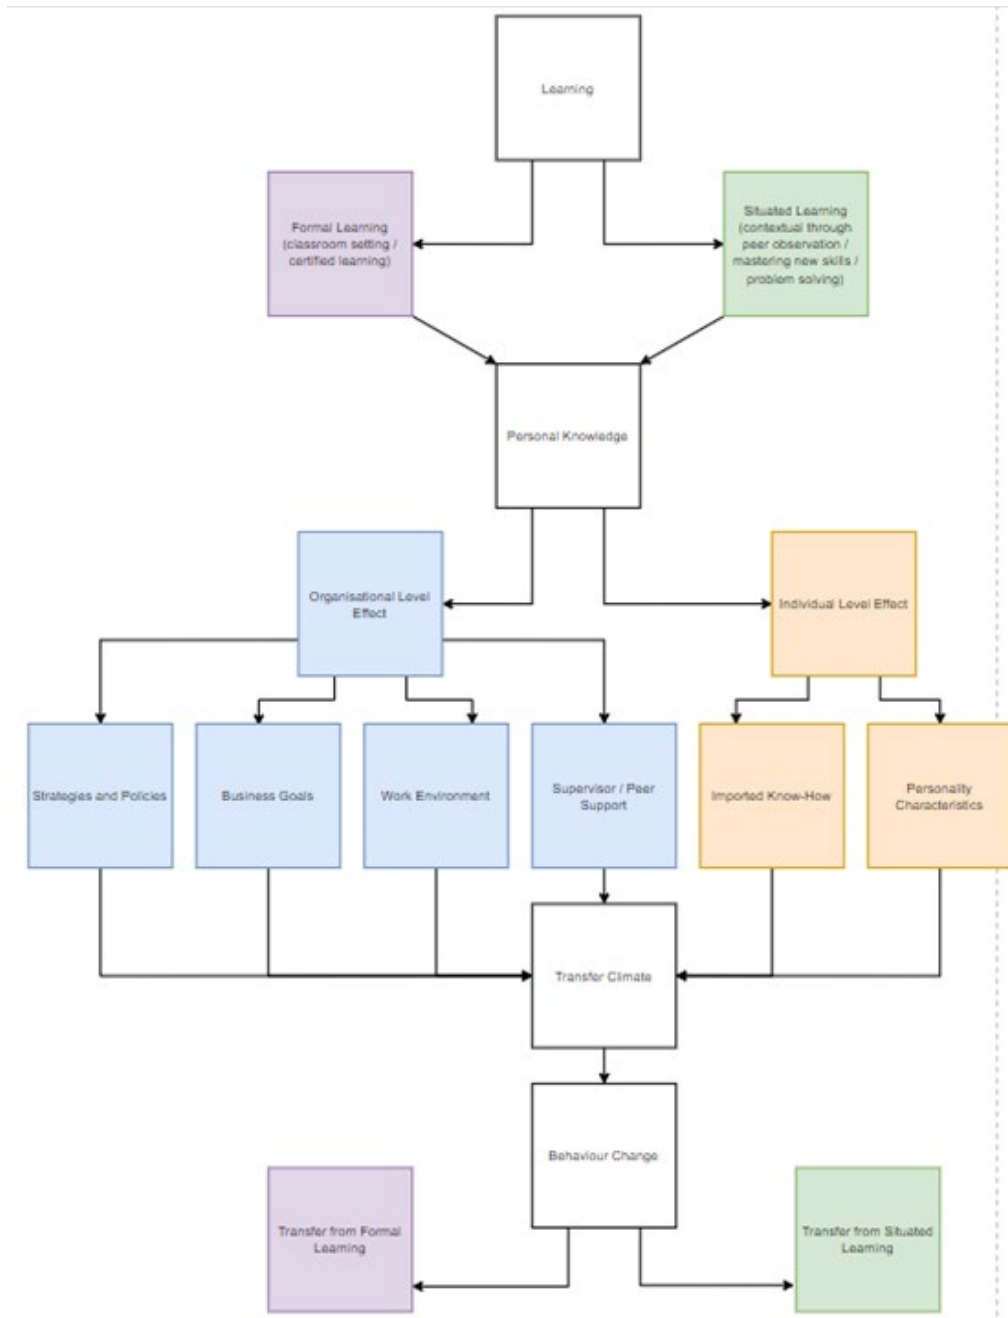 Learning
Formal Learning
(classroom setting /
certified learning)
Situated Learning
(contextual through
peer observation /
mastering new skills /
problem solving)
Personal Knowledge
Organisational Level
Effect
Individual Level Effect
Strategies and Policies
Business Goals
Work Environment
Supervisor / Peer
Support
Imported Know-How
Personality
Characteristics
Transfer Climate
Behaviour Change
Transfer from Formal
Learning
Transfer from Situated
Learning